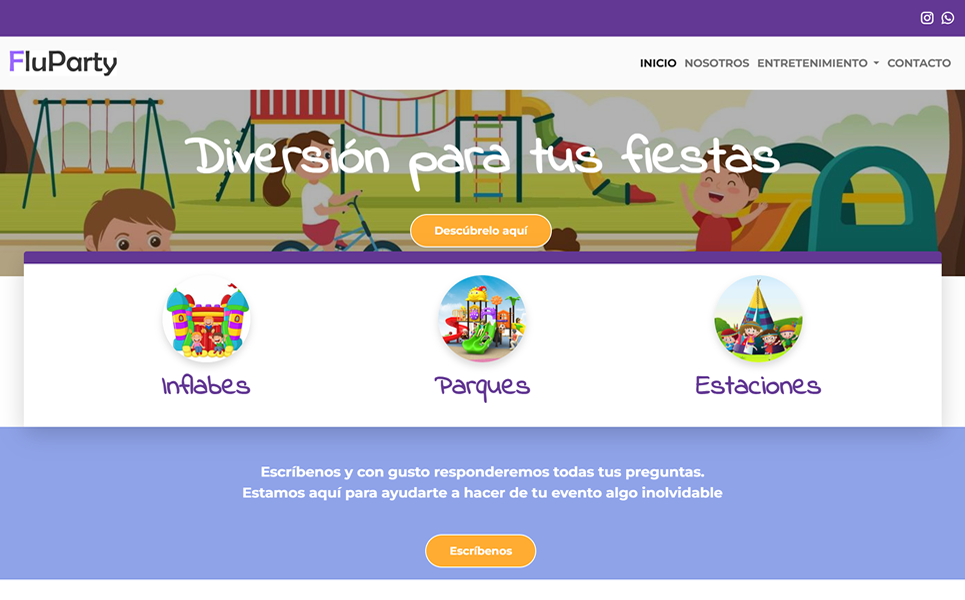 FluParty
INICIO NOSOTROS ENTRETENIMIENTO CONTACTO
Diversión para tus fiestas
Descúbrelo aquí
Inflabes Parques Estaciones
Escríbenos y con gusto responderemos todas tus preguntas.
Estamos aquí para ayudarte a hacer de tu evento algo inolvidable
Escríbenos